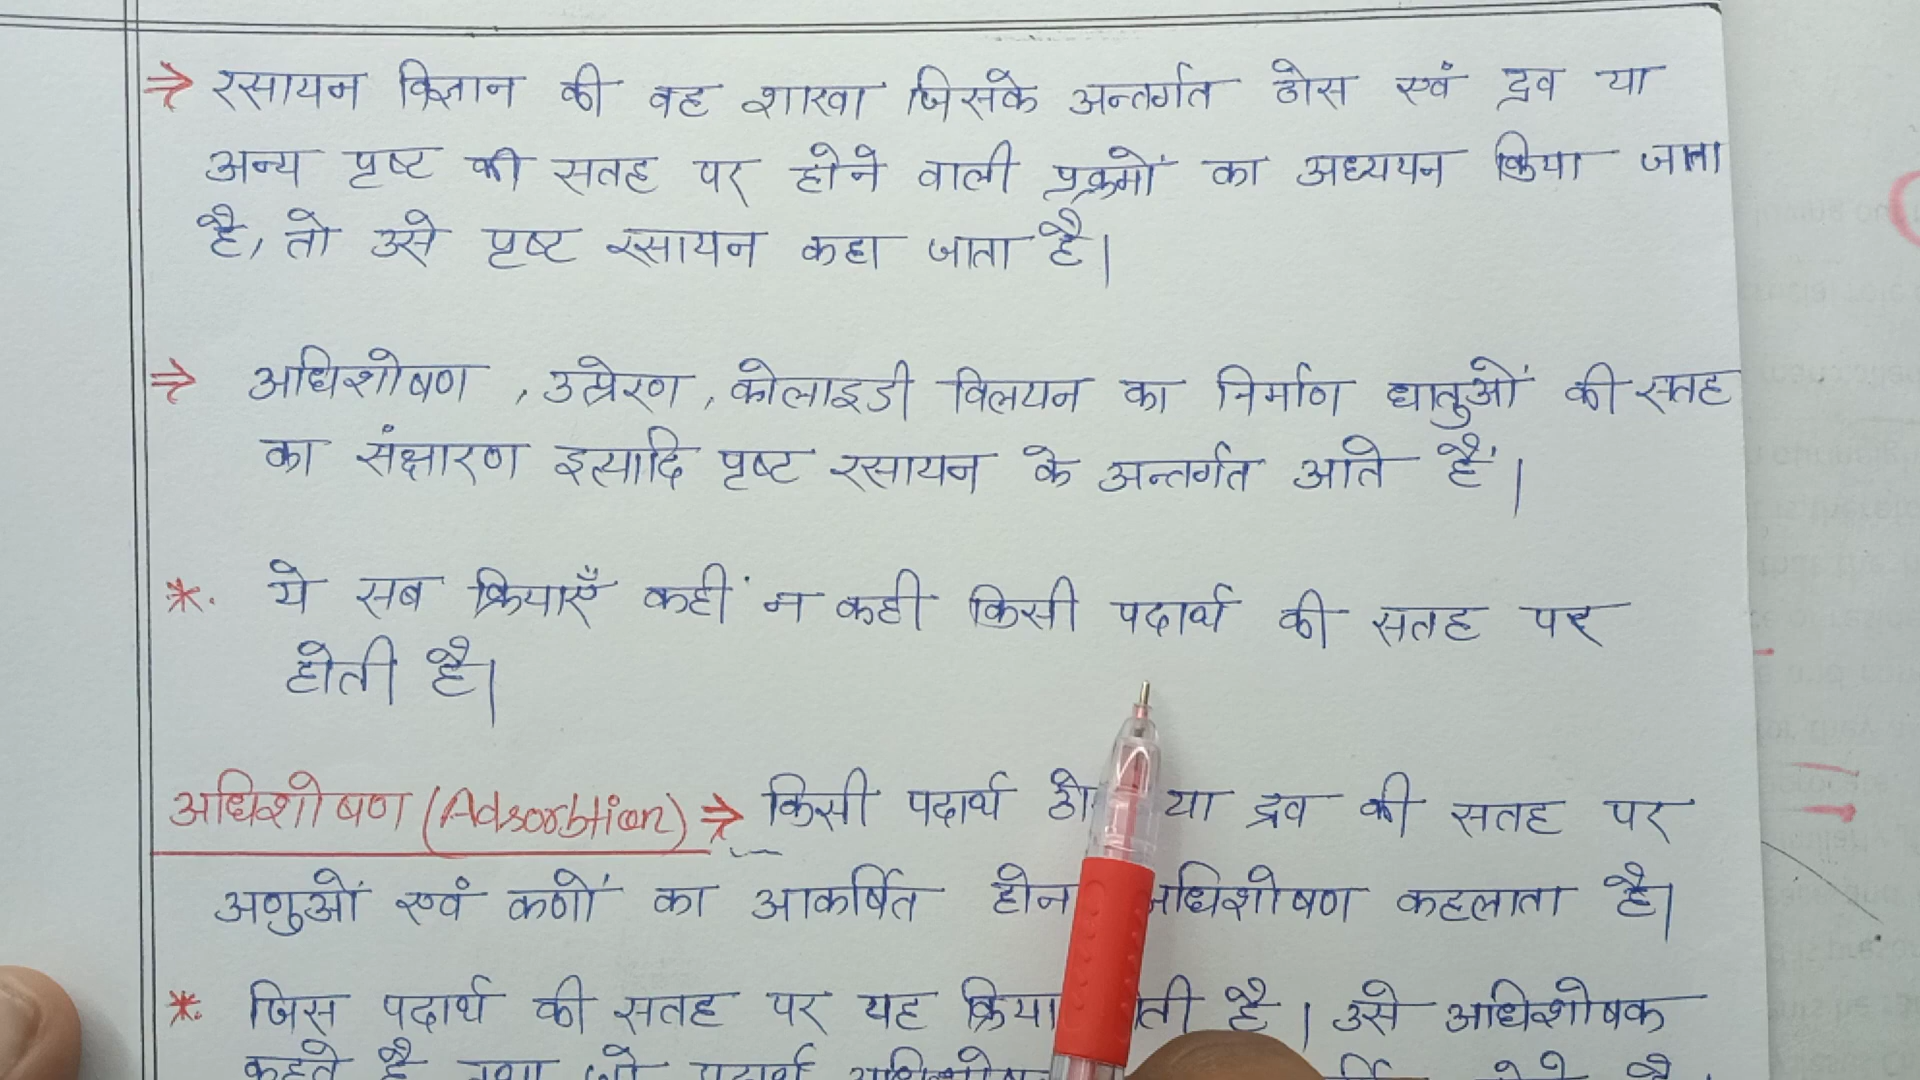 ⇒ रसायन विज्ञान की वह शाखा जिसके अन्तर्गत ठोस एवं द्रव या
अन्य पृष्ट की सतह पर होने वाली प्रक्रमों का अध्ययन किया जाता
है, तो उसे पृष्ट रसायन कहा जाता है।
⇒ अधिशोषण , उत्प्रेरण , कोलाइडी विलयन का निर्माण धातुओं की सतह
का संक्षारण इत्यादि पृष्ट रसायन के अन्तर्गत आते हैं।
*. ये सब क्रियाएँ कहीं न कही किसी पदार्थ की सतह पर
होती है।
अधिशोषण (Adsorbtion) ⇒ किसी पदार्थ या द्रव की सतह पर
अणुओं एवं कणों का आकर्षित अधिशोषण कहलाता है।
*. जिस पदार्थ की सतह पर यह क्रिया है। उसे अधिशोषक
कहते है